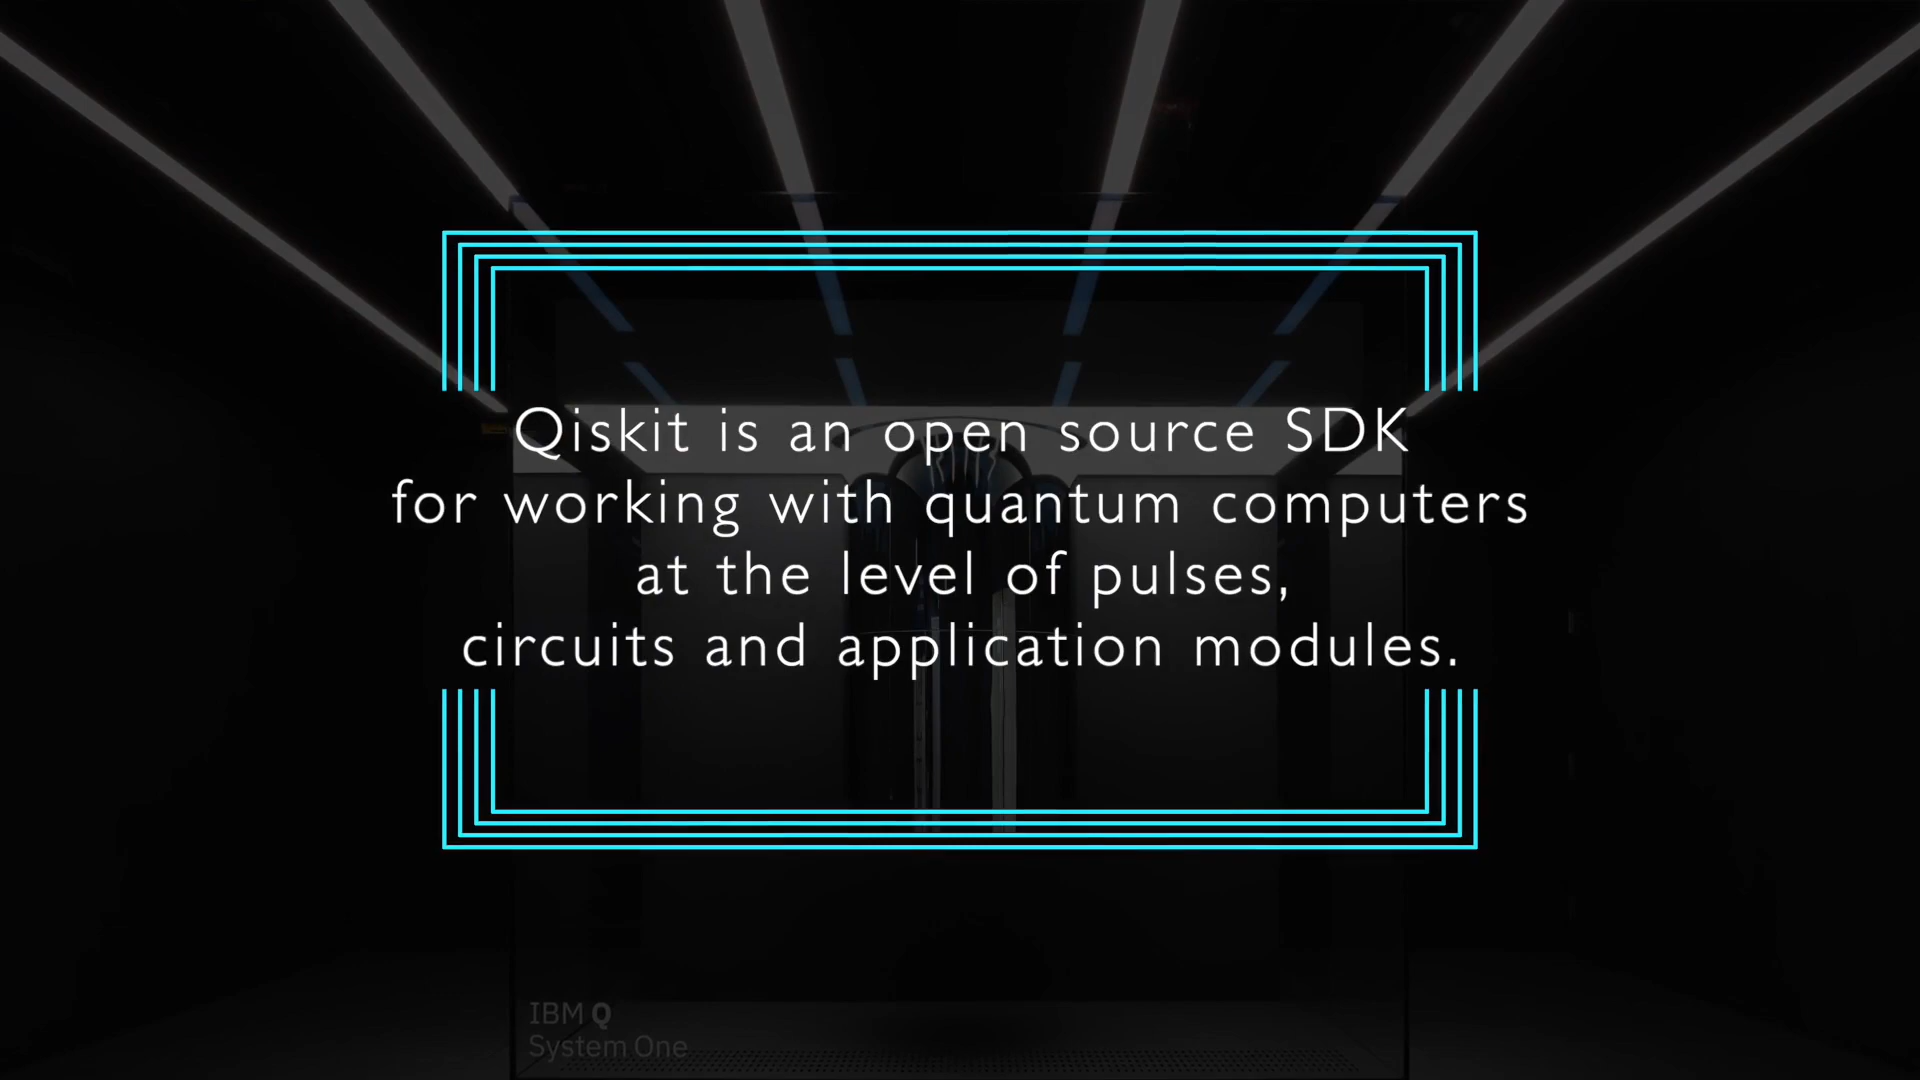 Qiskit is an open source SDK
for working with quantum computers
at the level of pulses,
circuits and application modules.
IBM Q
System One